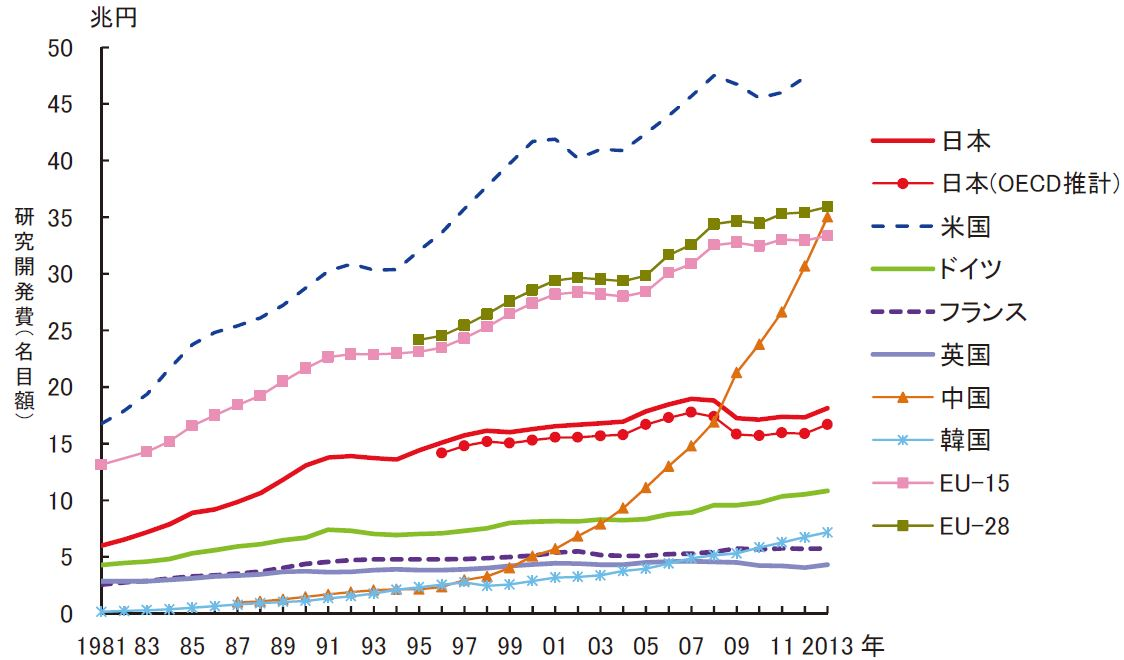 兆円
50
45
40
35
30
25
20
15
10
5
0
研究開発費(名目額)
1981 83 85 87 89 91 93 95 97 99 01 03 05 07 09 11 2013 年
日本
日本(OECD推計)
米国
ドイツ
フランス
英国
中国
韓国
EU-15
EU-28